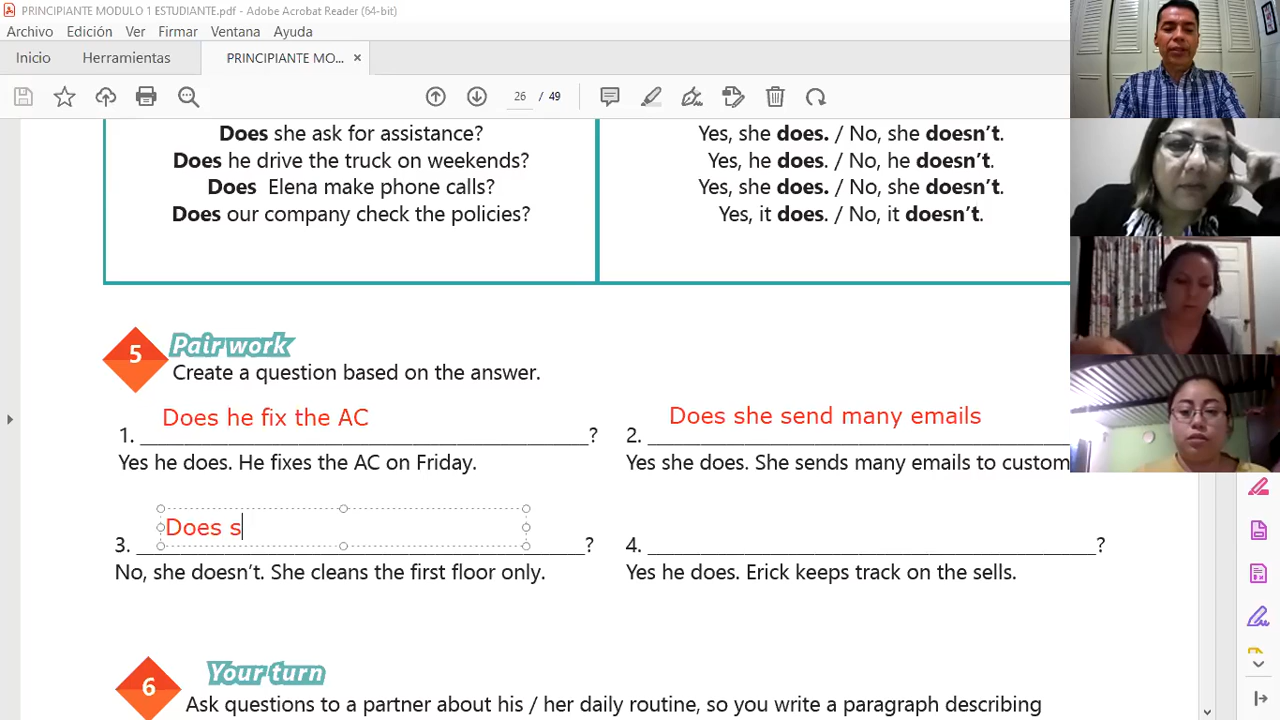 PRINCIPIANTE MODULO 1 ESTUDIANTE.pdf - Adobe Acrobat Reader (64-bit)
Archivo Edición Ver Firmar Ventana Ayuda
Inicio Herramientas PRINCIPIANTE MO... ×
26 / 49
Does she ask for assistance? Yes, she does. / No, she doesn't.
Does he drive the truck on weekends? Yes, he does. / No, he doesn't.
Does Elena make phone calls? Yes, she does. / No, she doesn't.
Does our company check the policies? Yes, it does. / No, it doesn't.
5 Pair work
Create a question based on the answer.
Does he fix the AC Does she send many emails
1. ? 2.
Yes he does. He fixes the AC on Friday. Yes she does. She sends many emails to custom
Does s
3. ? 4. ?
No, she doesn't. She cleans the first floor only. Yes he does. Erick keeps track on the sells.
6 Your turn
Ask questions to a partner about his / her daily routine, so you write a paragraph describing